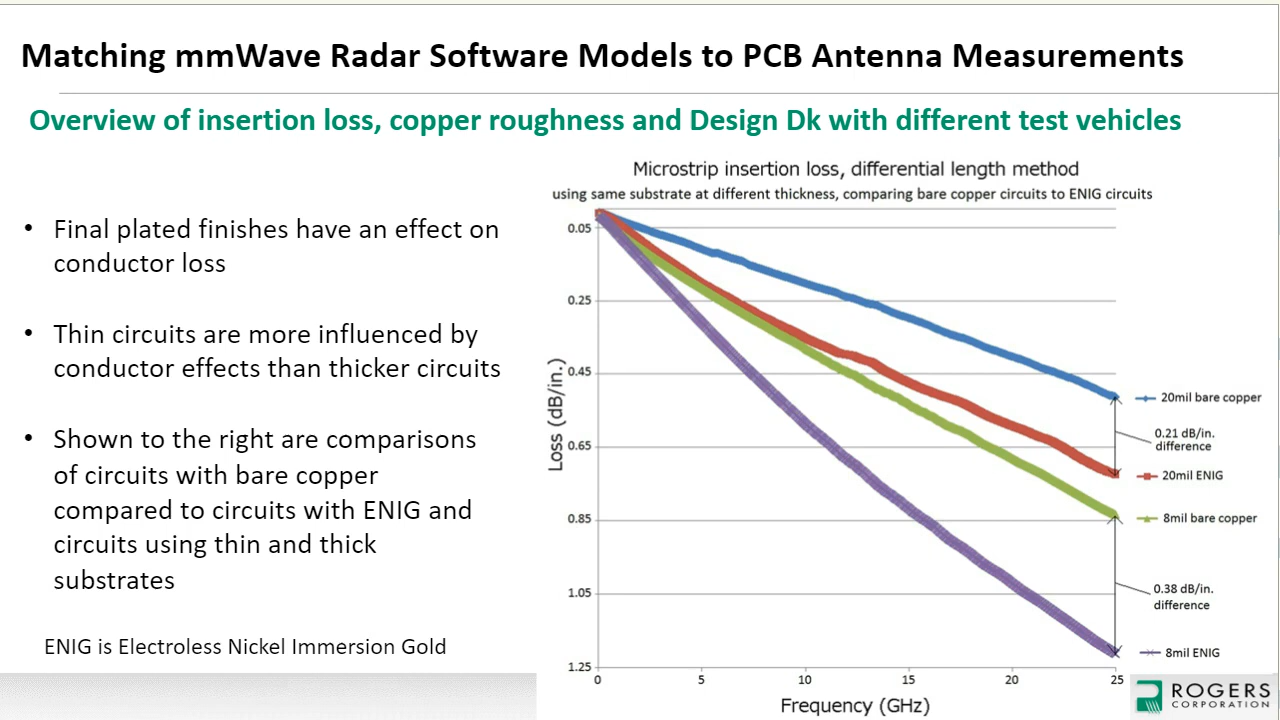 Matching mmWave Radar Software Models to PCB Antenna Measurements
Overview of insertion loss, copper roughness and Design Dk with different test vehicles
• Final plated finishes have an effect on
conductor loss
• Thin circuits are more influenced by
conductor effects than thicker circuits
• Shown to the right are comparisons
of circuits with bare copper
compared to circuits with ENIG and
circuits using thin and thick
substrates
ENIG is Electroless Nickel Immersion Gold
Microstrip insertion loss, differential length method
using same substrate at different thickness, comparing bare copper circuits to ENIG circuits
Loss (dB/in.)
0.05
0.25
0.45
0.65
0.85
1.05
1.25
0 5 10 15 20 25
Frequency (GHz)
20mil bare copper
0.21 dB/in.
difference
20mil ENIG
8mil bare copper
0.38 dB/in.
difference
8mil ENIG
ROGERS
CORPORATION